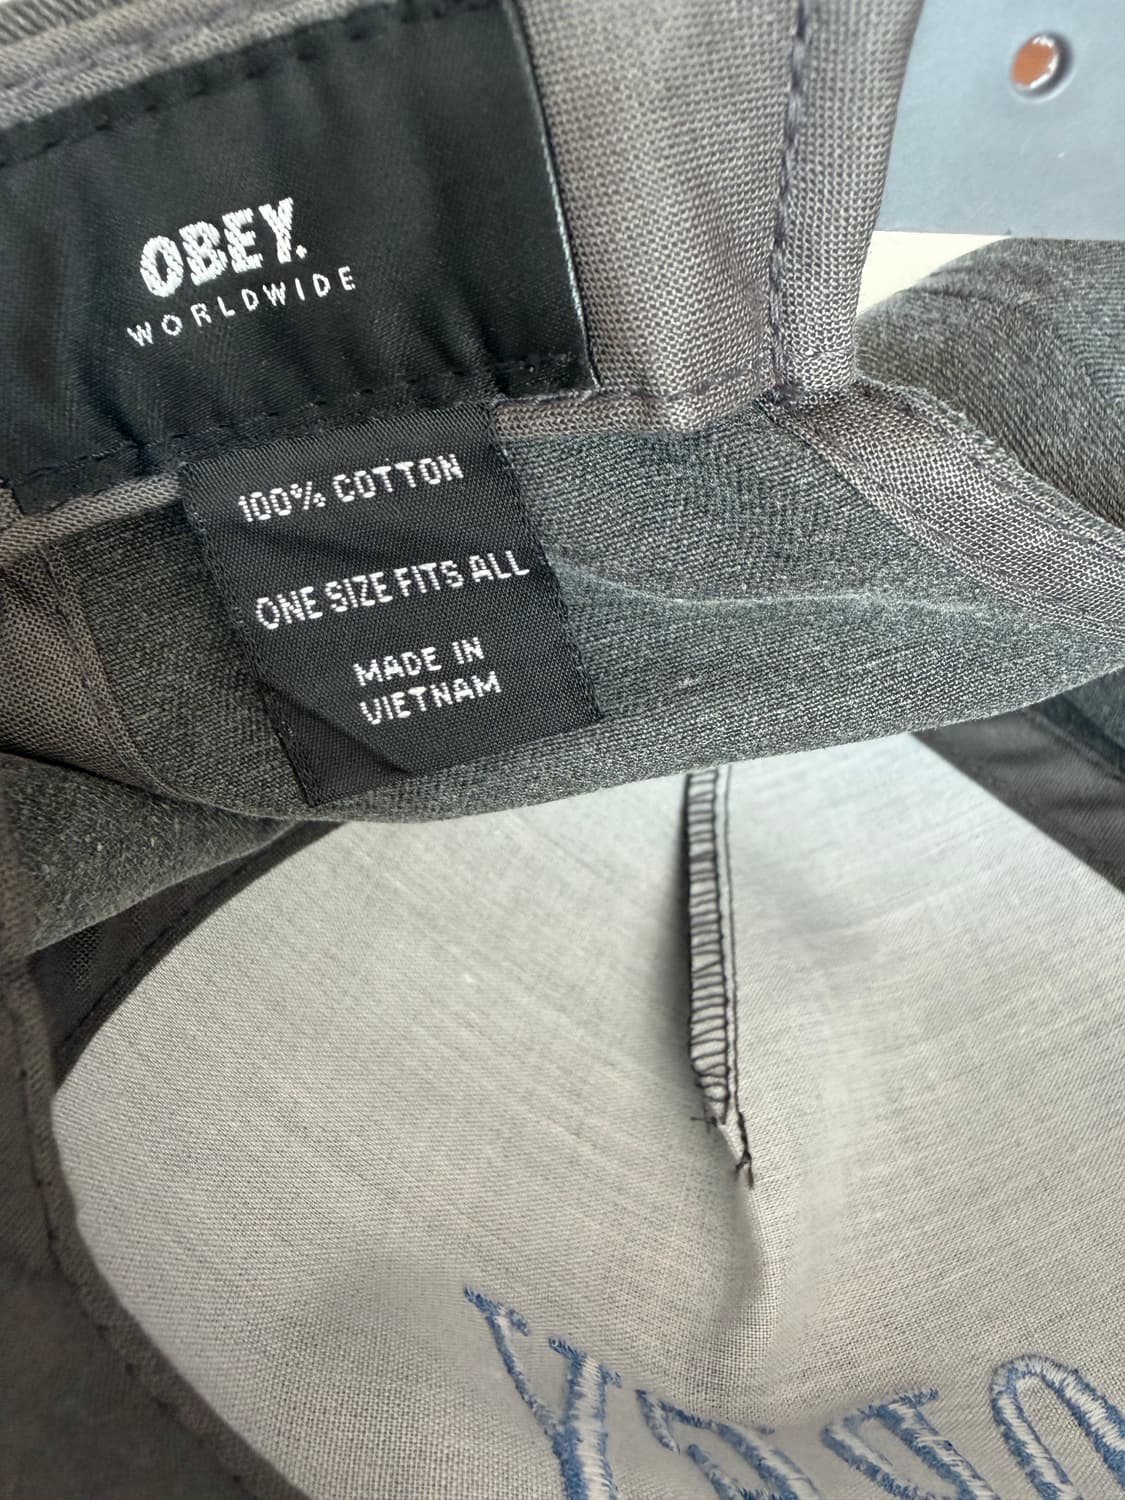 OBEY.
WORLDWIDE
100% COTTON
ONE SIZE FITS ALL
MADE IN
VIETNAM